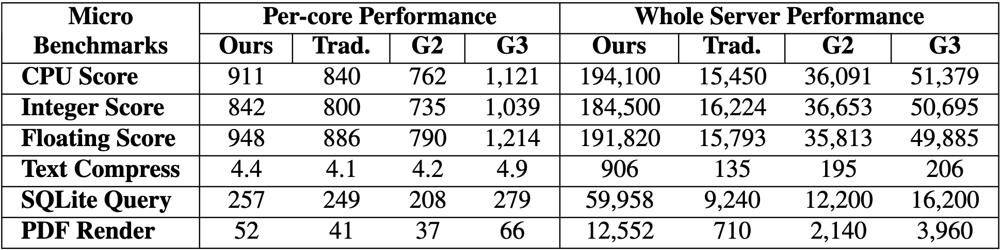 Micro Per-core Performance Whole Server Performance
Benchmarks Ours Trad. G2 G3 Ours Trad. G2 G3
CPU Score 911 840 762 1,121 194,100 15,450 36,091 51,379
Integer Score 842 800 735 1,039 184,500 16,224 36,653 50,695
Floating Score 948 886 790 1,214 191,820 15,793 35,813 49,885
Text Compress 4.4 4.1 4.2 4.9 906 135 195 206
SQLite Query 257 249 208 279 59,958 9,240 12,200 16,200
PDF Render 52 41 37 66 12,552 710 2,140 3,960